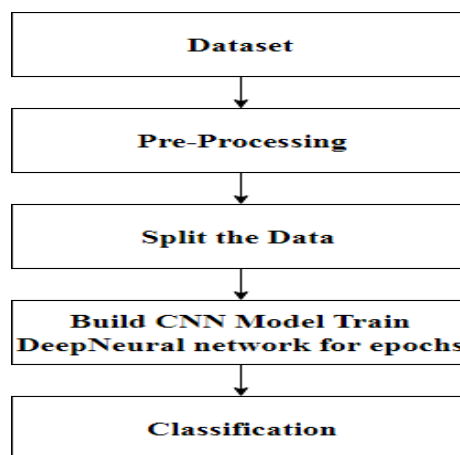 Dataset
Pre-Processing
Split the Data
Build CNN Model Train
DeepNeural network for epochs
Classification